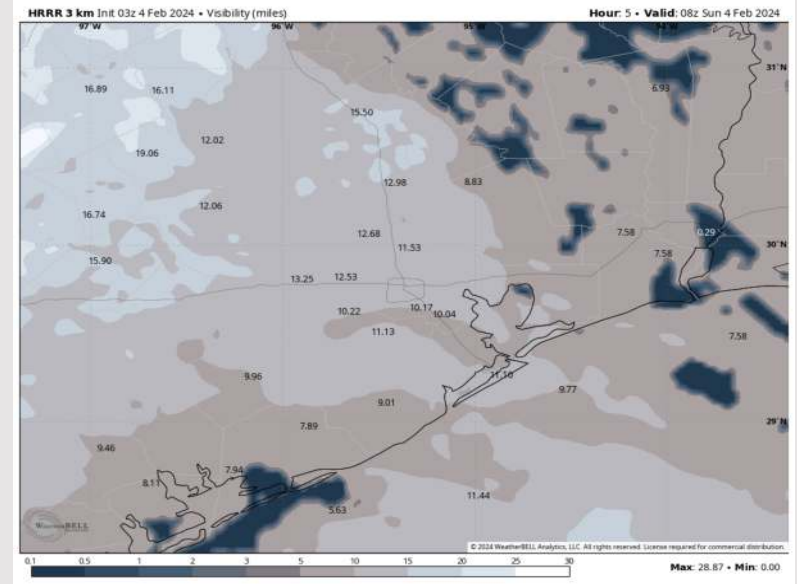 HRRR 3 km Init 03z 4 Feb 2024 • Visibility (miles)
Hour: 5 • Valid: 08z Sun 4 Feb 2024
97°W 96°W 95°W 94°W
31°N
16.89 16.11 6.93
15.50
12.02
19.06
12.98 8.83
12.06
16.74
12.68 7.58 0.29
11.53 30°N
7.58
15.90
13.25 12.53
10.22 10.17 10.04
11.13 7.58
11.10
9.96 9.77
9.01
7.89 29°N
9.46
7.94
8.11
11.44
5.63
WeatherBELL
© 2024 WeatherBELL Analytics, LLC. All rights reserved. License required for commercial distribution.
0.1 0.5 1 2 3 5 10 15 20 25 30
Max: 28.87 • Min: 0.00